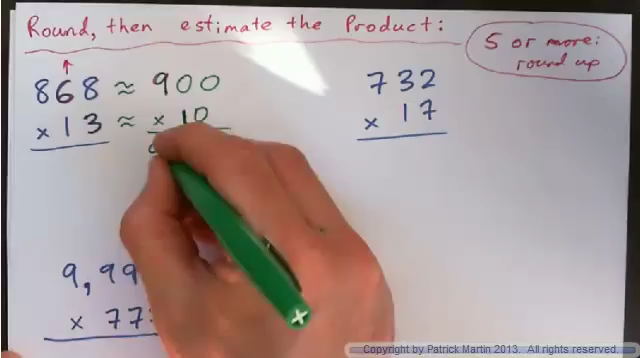 Round, then estimate the Product:
5 or more:
round up
868 ≈ 900
x 13 ≈ x 10
732
x 17
9,99
x 77
Copyright by Patrick Martin 2013. All rights reserved.